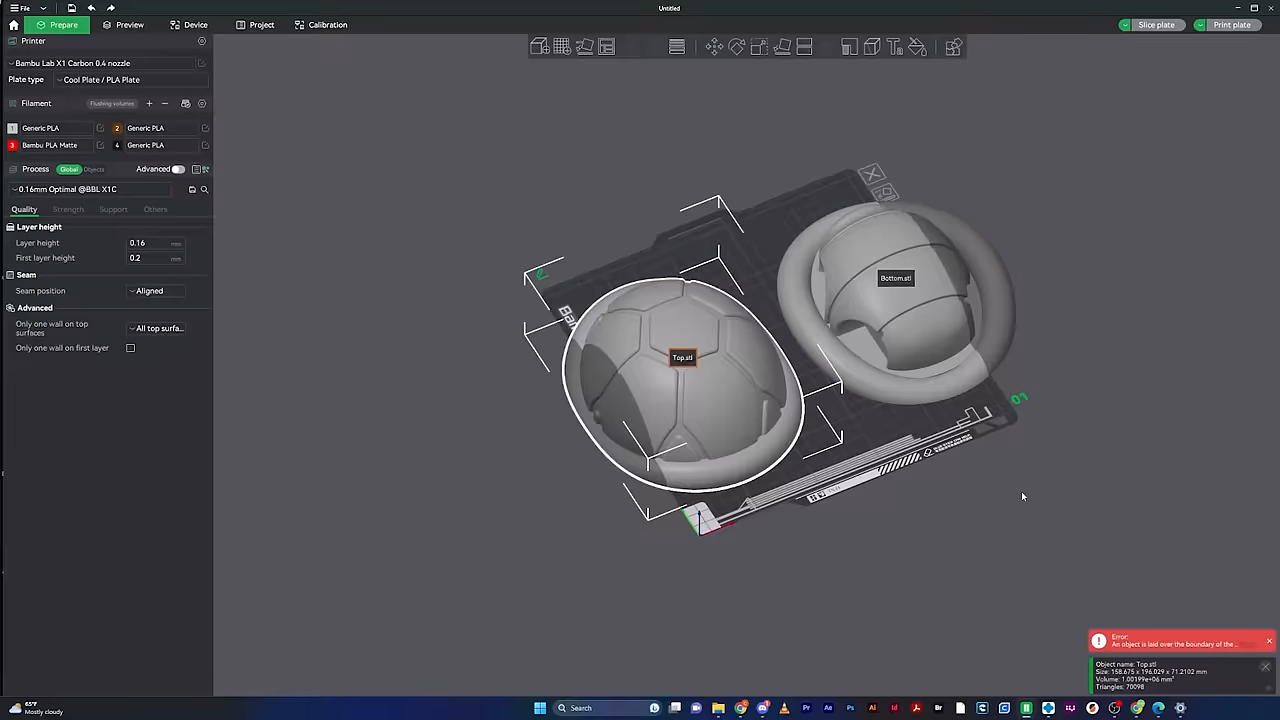 File
Untitled
Prepare
Preview
Device
Project
Calibration
Slice plate
Print plate
Printer
Bambu Lab X1 Carbon 0.4 nozzle
Plate type
Cool Plate / PLA Plate
Filament
Flushing volumes
1 Generic PLA
2 Generic PLA
3 Bambu PLA Matte
4 Generic PLA
Process
Global
Objects
Advanced
0.16mm Optimal @BBL X1C
Quality
Strength
Support
Others
Layer height
Layer height
0.16 mm
First layer height
0.2 mm
Seam
Seam position
Aligned
Advanced
Only one wall on top
surfaces
All top surfa...
Only one wall on first layer
Bottom.stl
Top.stl
01
Error:
An object is laid over the boundary of the ..
Object name: Top.stl
Size: 158.675 x 196.029 x 71.2102 mm
Volume: 1.00199e+06 mm³
Triangles: 70098
65°F
Mostly cloudy
Search